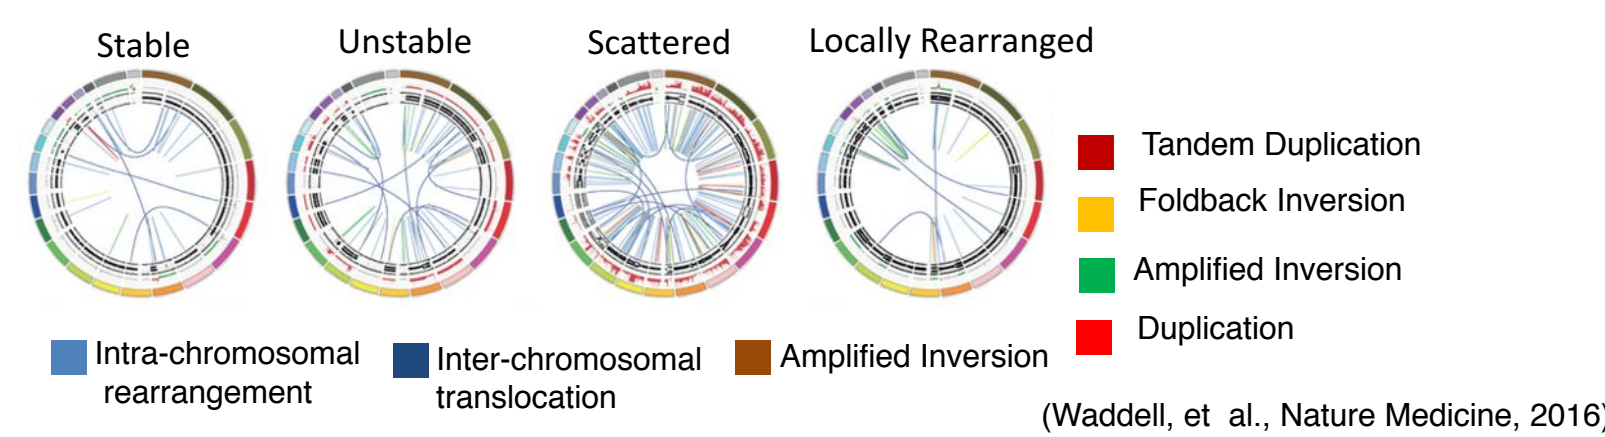 Stable
Unstable
Scattered
Locally Rearranged
Tandem Duplication
Foldback Inversion
Amplified Inversion
Duplication
Intra-chromosomal
rearrangement
Inter-chromosomal
translocation
Amplified Inversion
(Waddell, et al., Nature Medicine, 2016)